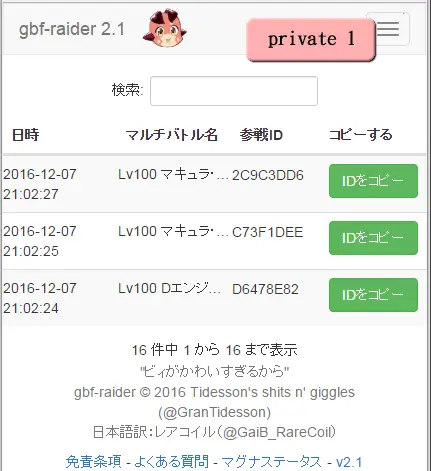 gbf-raider 2.1
private 1
検索:
日時 マルチバトル名 参戦ID コピーする
2016-12-07 21:02:27 Lv100 マキュラ・... 2C9C3DD6 IDをコピー
2016-12-07 21:02:25 Lv100 マキュラ・... C73F1DEE IDをコピー
2016-12-07 21:02:24 Lv100 Dエンジ... D6478E82 IDをコピー
16 件中 1 から 16 まで表示
"ビィがかわいすぎるから"
gbf-raider © 2016 Tidesson's shits n' giggles
(@GranTidesson)
日本語訳：レアコイル（@GaiB_RareCoil）
免責条項 - よくある質問 - マグナステータス - v2.1